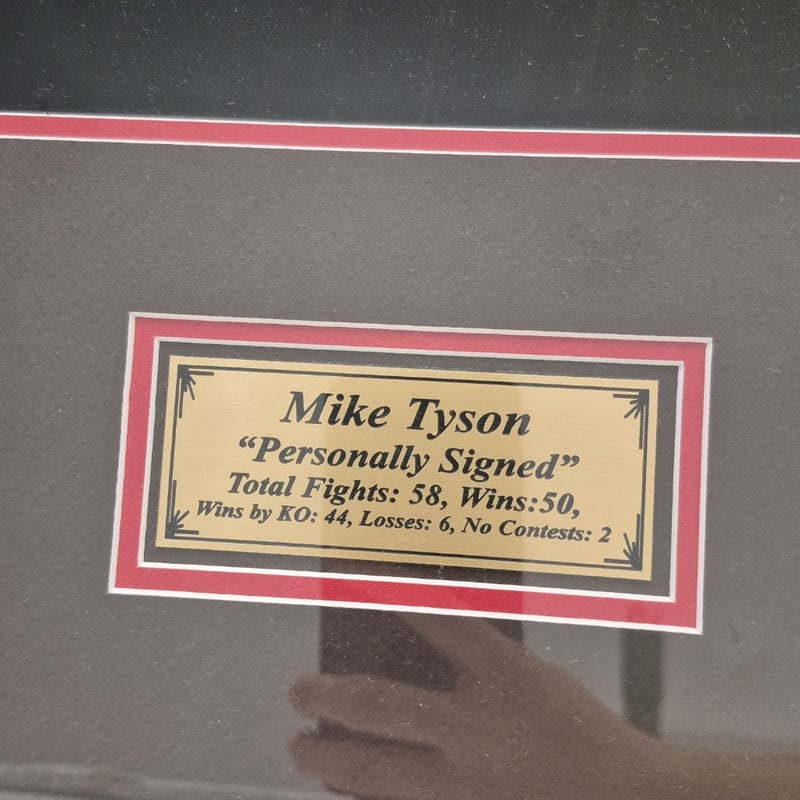 Mike Tyson
“Personally Signed”
Total Fights: 58, Wins:50,
Wins by KO: 44, Losses: 6, No Contests: 2